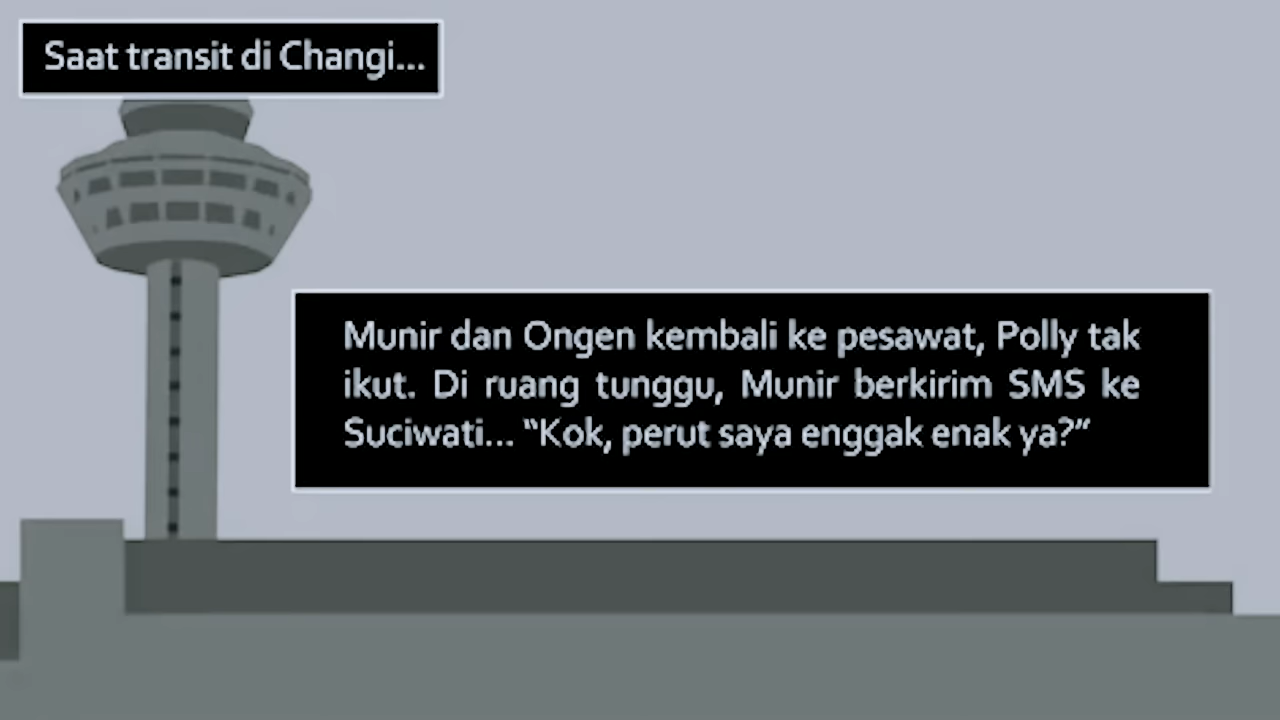 Saat transit di Changi...
Munir dan Ongen kembali ke pesawat, Polly tak
ikut. Di ruang tunggu, Munir berkirim SMS ke
Suciwati... “Kok, perut saya enggak enak ya?”